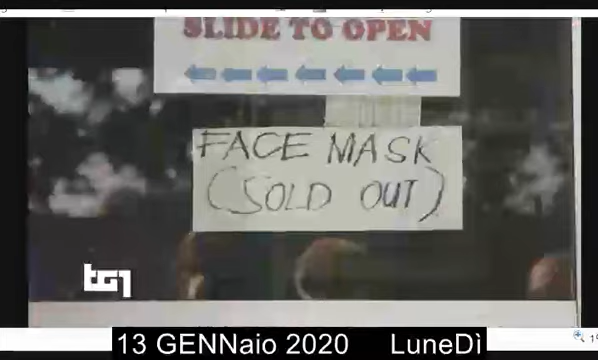 SLIDE TO OPEN
FACE MASK
(SOLD OUT)
tg1
13 GENNaio 2020 LuneDì